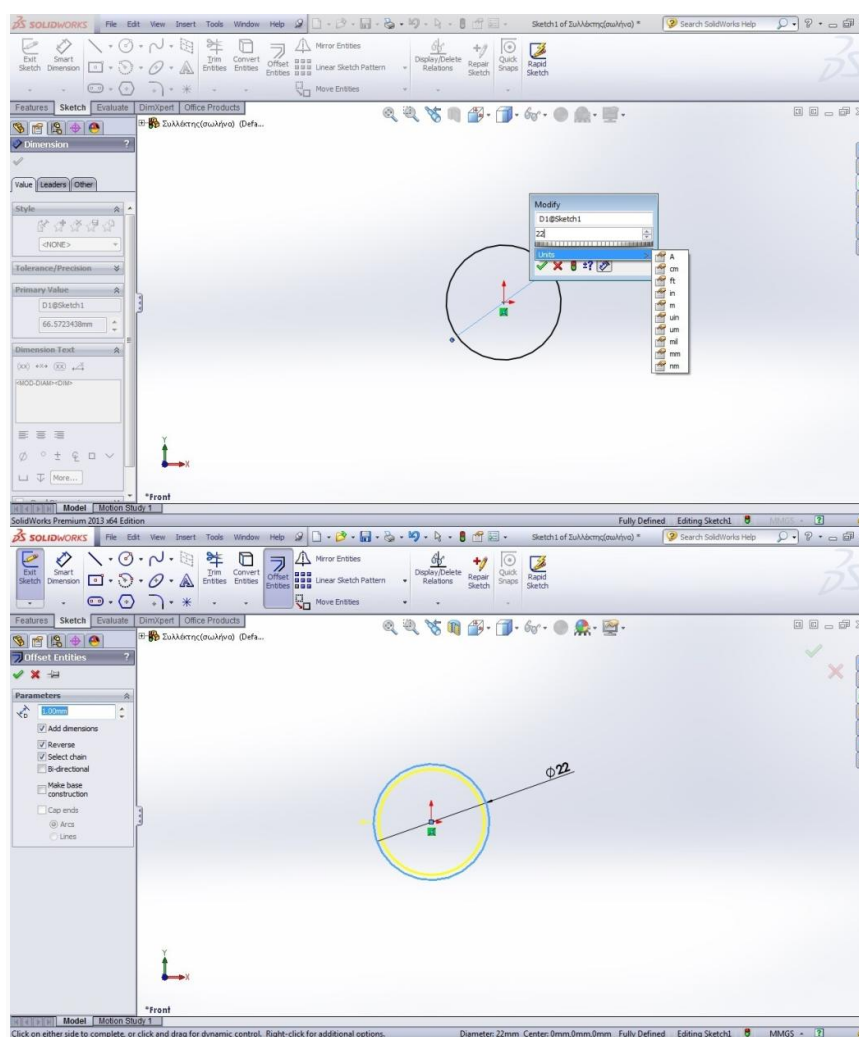 SOLIDWORKS File Edit View Insert Tools Window Help Sketch1 of Συλλέκτης(σωλήνα) * Search SolidWorks Help
Exit Sketch
Smart Dimension
Trim Entities
Convert Entities
Offset Entities
Mirror Entities
Linear Sketch Pattern
Move Entities
Display/Delete Relations
Repair Sketch
Quick Snaps
Rapid Sketch
Features Sketch Evaluate DimXpert Office Products
Συλλέκτης(σωλήνα) (Defa...
Dimension ?
Value Leaders Other
Style
<NONE>
Tolerance/Precision
Primary Value
D1@Sketch1
66.5723438mm
Dimension Text
<MOD-DIAM><DIM>
More...
Modify
D1@Sketch1
22
Units
A
cm
ft
in
m
uin
um
mil
mm
nm
Y
X
*Front
Model Motion Study 1
SolidWorks Premium 2013 x64 Edition Fully Defined Editing Sketch1 MMGS
SOLIDWORKS File Edit View Insert Tools Window Help Sketch1 of Συλλέκτης(σωλήνα) * Search SolidWorks Help
Exit Sketch
Smart Dimension
Trim Entities
Convert Entities
Offset Entities
Mirror Entities
Linear Sketch Pattern
Move Entities
Display/Delete Relations
Repair Sketch
Quick Snaps
Rapid Sketch
Features Sketch Evaluate DimXpert Office Products
Συλλέκτης(σωλήνα) (Defa...
Offset Entities ?
Parameters
1.00mm
Add dimensions
Reverse
Select chain
Bi-directional
Make base construction
Cap ends
Arcs
Lines
Φ22
Y
X
*Front
Model Motion Study 1
Click on either side to complete, or click and drag for dynamic control. Right-click for additional options. Diameter: 22mm Center: 0mm,0mm,0mm Fully Defined Editing Sketch1 MMGS